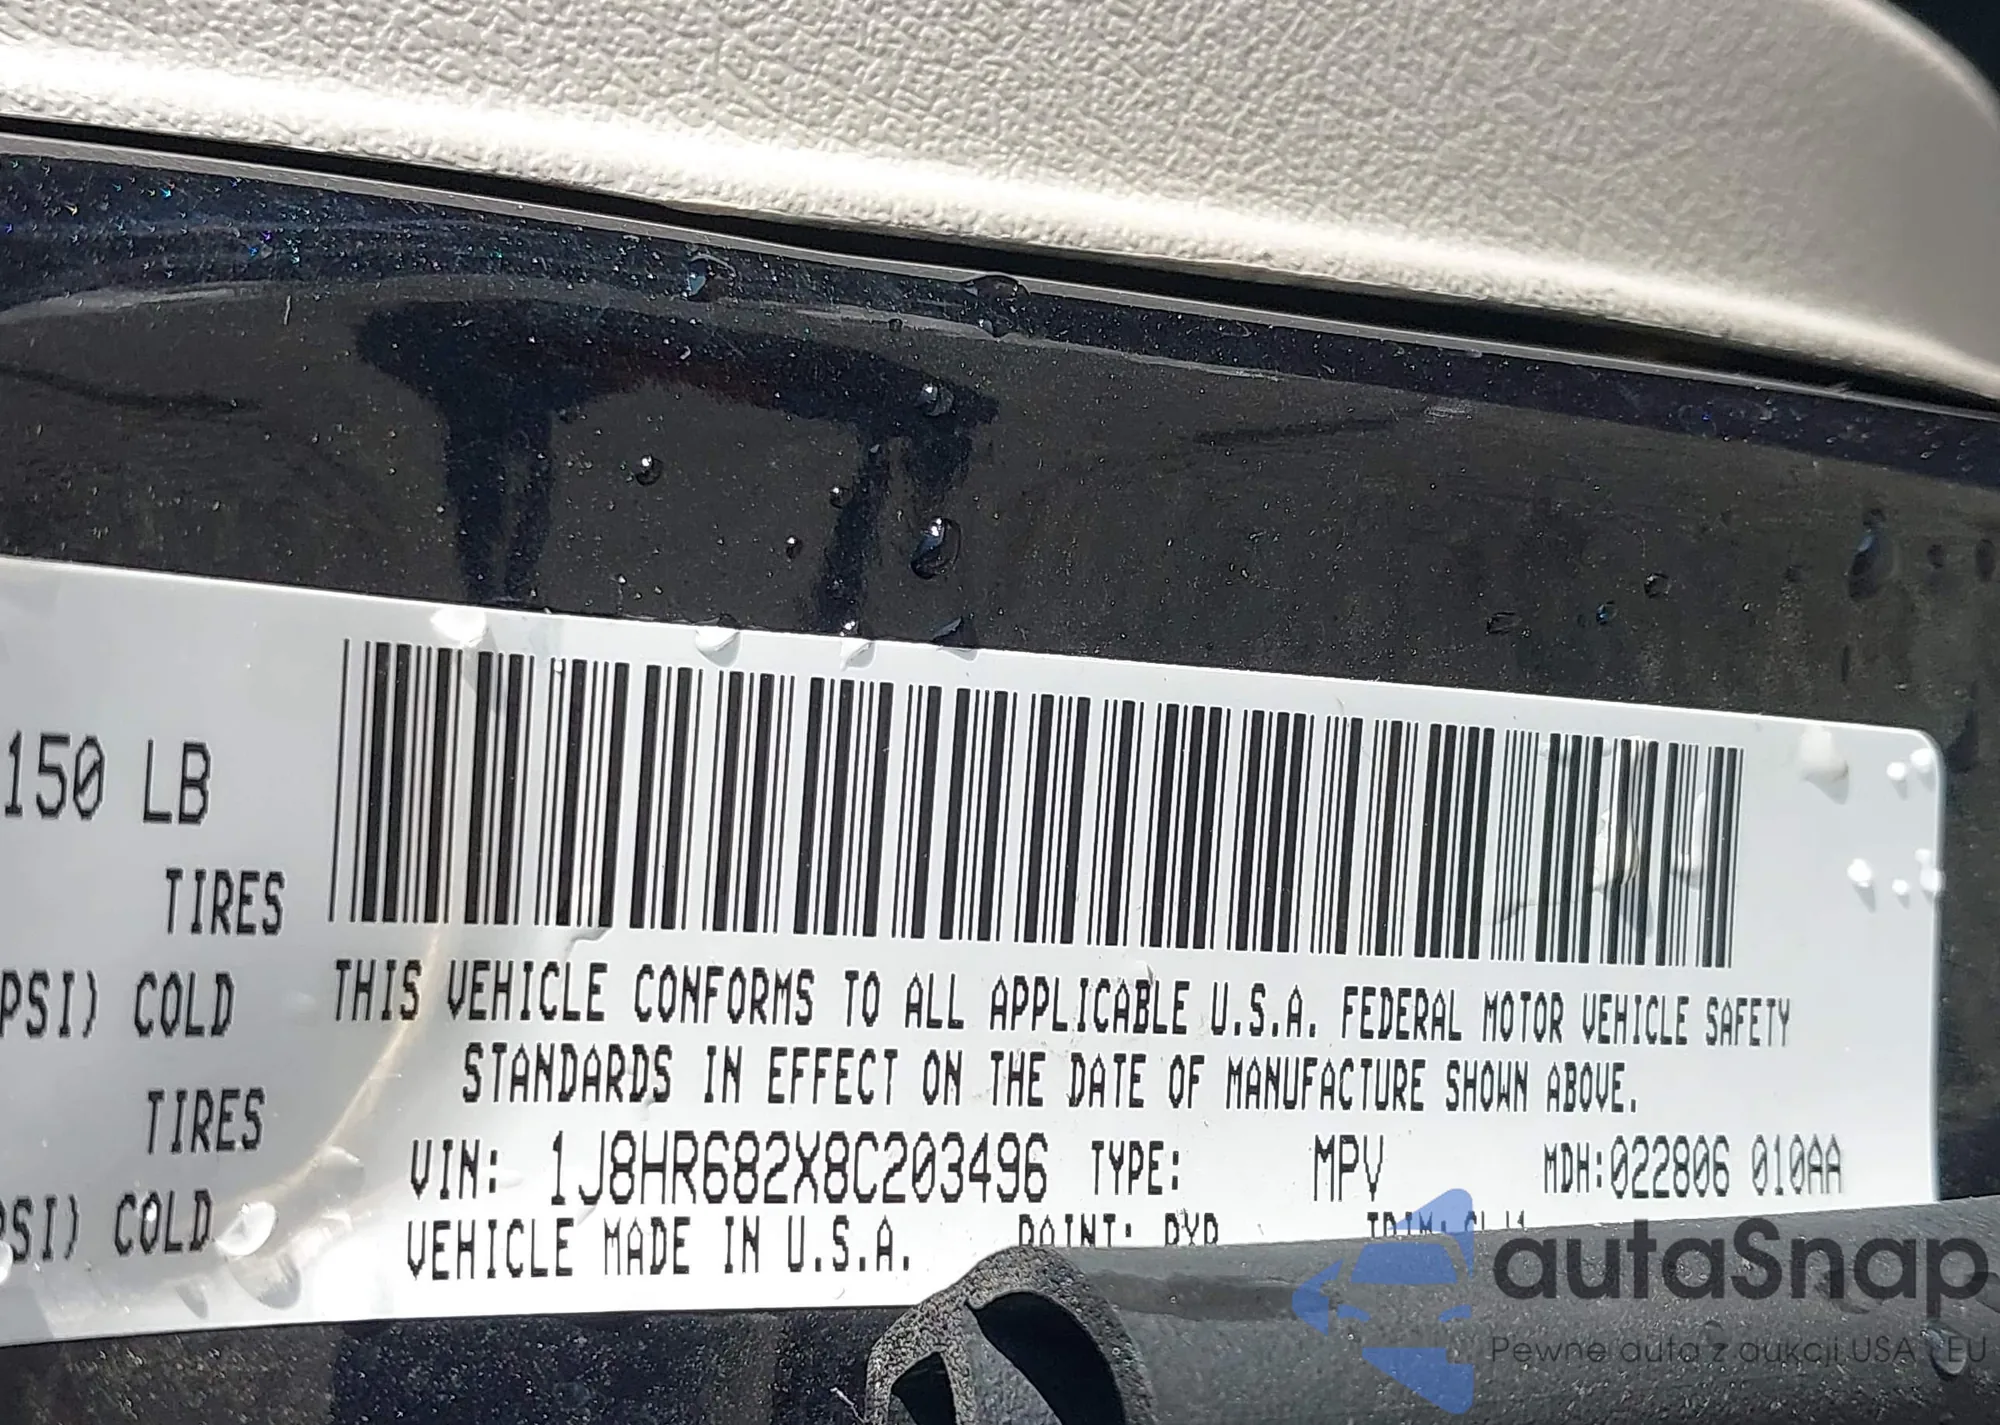 150 LB
TIRES
PSI) COLD
TIRES
PSI) COLD
THIS VEHICLE CONFORMS TO ALL APPLICABLE U.S.A. FEDERAL MOTOR VEHICLE SAFETY
STANDARDS IN EFFECT ON THE DATE OF MANUFACTURE SHOWN ABOVE.
VIN: 1J8HR682X8C203496 TYPE: MPV MDH:022806 010AA
VEHICLE MADE IN U.S.A. PAINT: TRIM:
autaSnap
Pewne auta z aukcji USA i EU